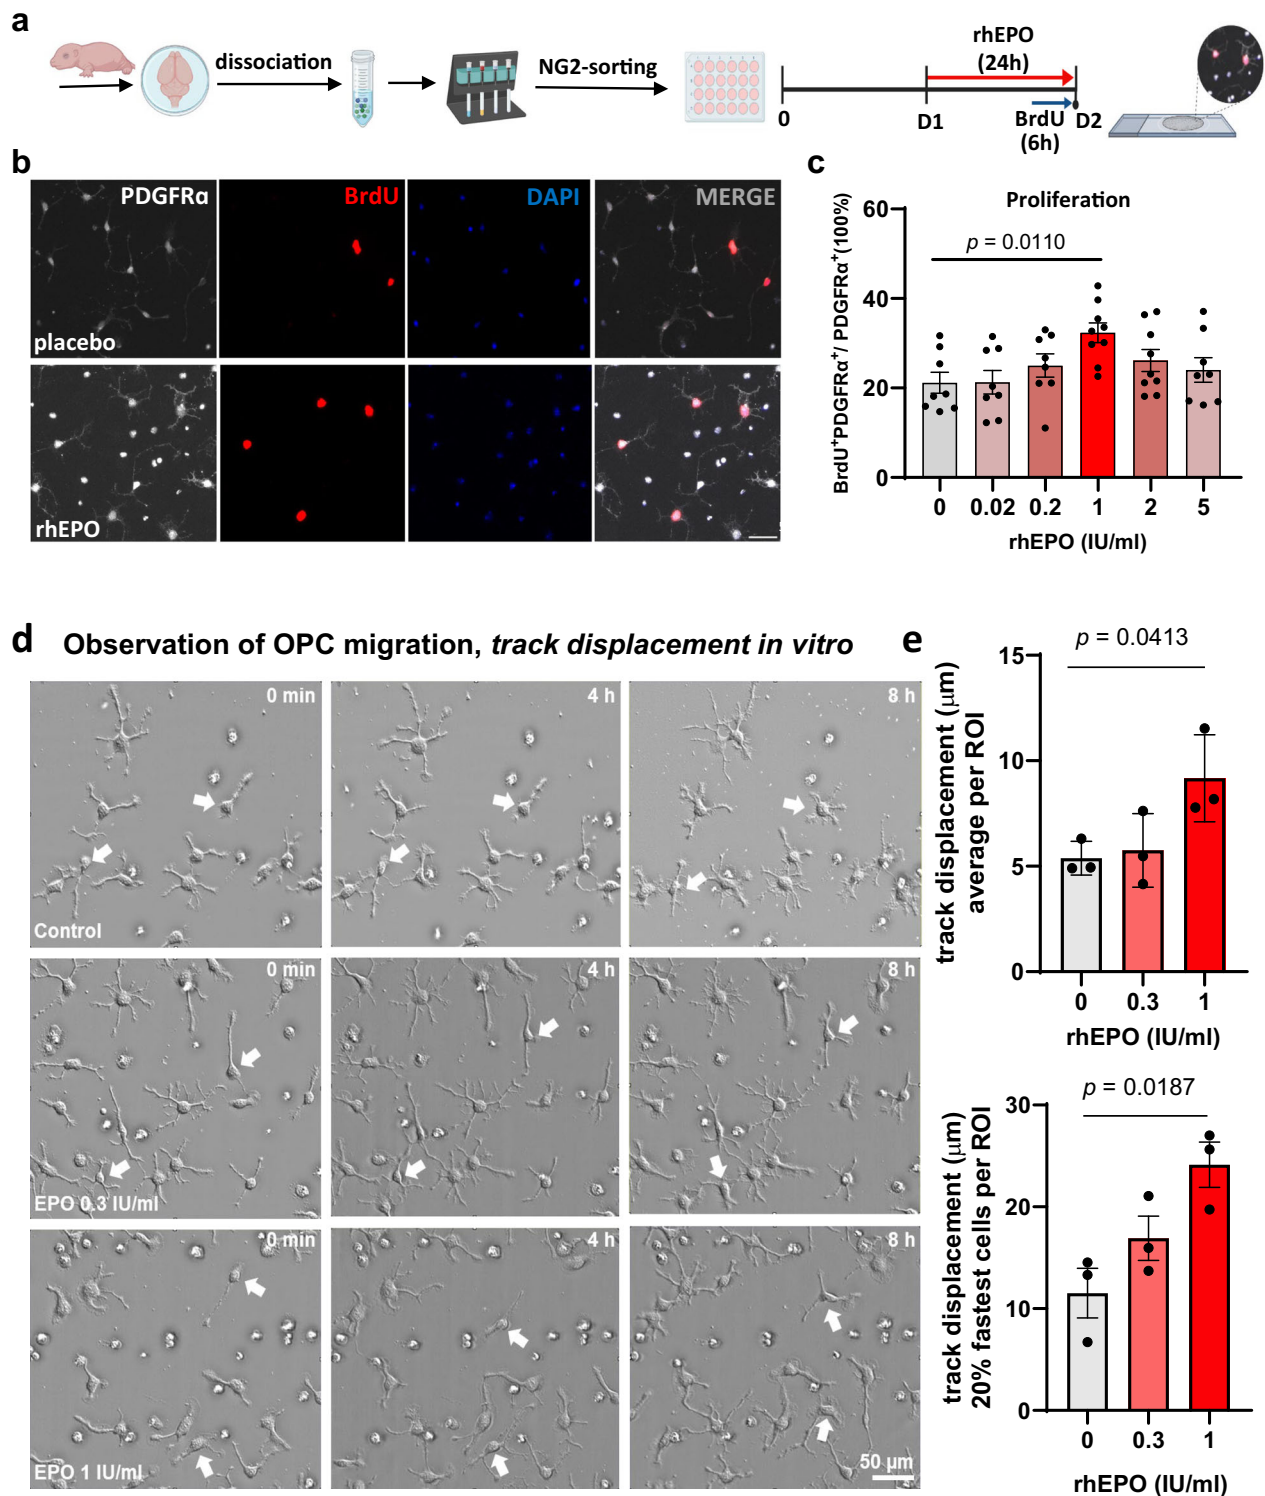 a
dissociation
NG2-sorting
rhEPO
(24h)
0
D1
BrdU
(6h)
D2
b
PDGFRα
BrdU
DAPI
MERGE
placebo
rhEPO
c
Proliferation
p = 0.0110
BrdU⁺PDGFRα⁺/ PDGFRα⁺(100%)
60
40
20
0
0 0.02 0.2 1 2 5
rhEPO (IU/ml)
d Observation of OPC migration, track displacement in vitro
0 min
4 h
8 h
Control
0 min
4 h
8 h
EPO 0.3 IU/ml
0 min
4 h
8 h
EPO 1 IU/ml
50 µm
e
p = 0.0413
track displacement (µm)
average per ROI
15
10
5
0
0 0.3 1
rhEPO (IU/ml)
p = 0.0187
track displacement (µm)
20% fastest cells per ROI
30
20
10
0
0 0.3 1
rhEPO (IU/ml)